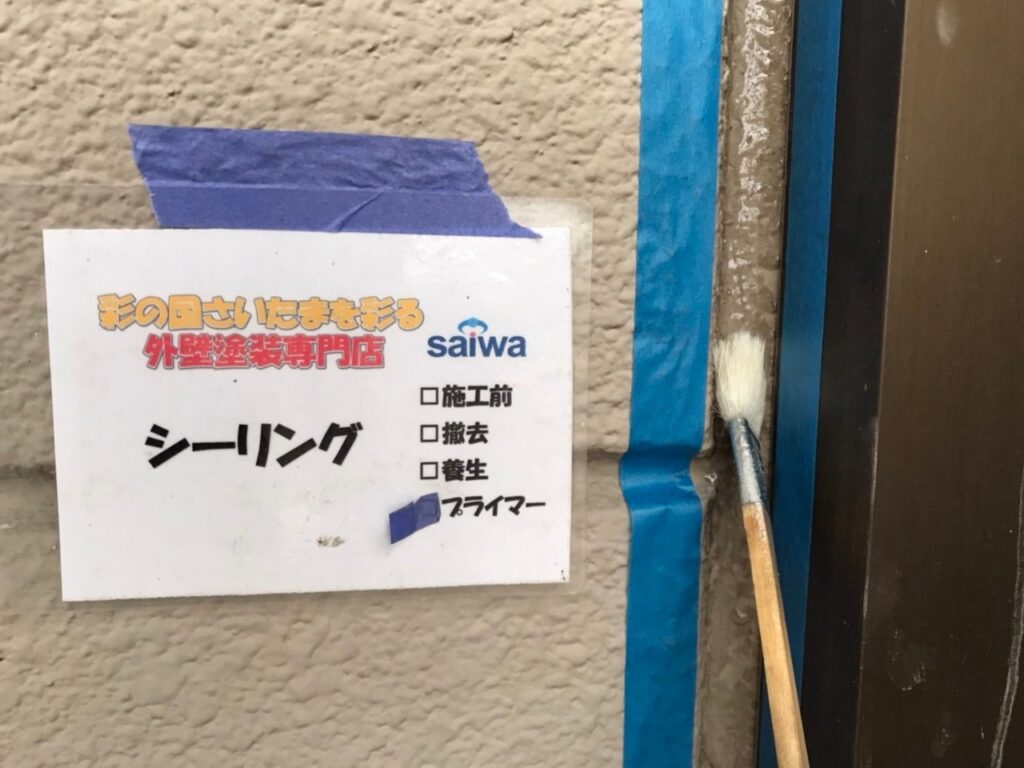 彩の国さいたまを彩る
外壁塗装専門店
saiwa
シーリング
□施工前
□撤去
□養生
プライマー